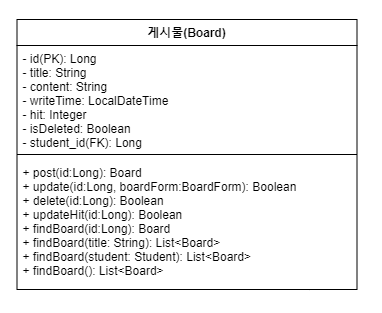 게시물(Board)
- id(PK): Long
- title: String
- content: String
- writeTime: LocalDateTime
- hit: Integer
- isDeleted: Boolean
- student_id(FK): Long
+ post(id:Long): Board
+ update(id:Long, boardForm:BoardForm): Boolean
+ delete(id:Long): Boolean
+ updateHit(id:Long): Boolean
+ findBoard(id:Long): Board
+ findBoard(title: String): List<Board>
+ findBoard(student: Student): List<Board>
+ findBoard(): List<Board>